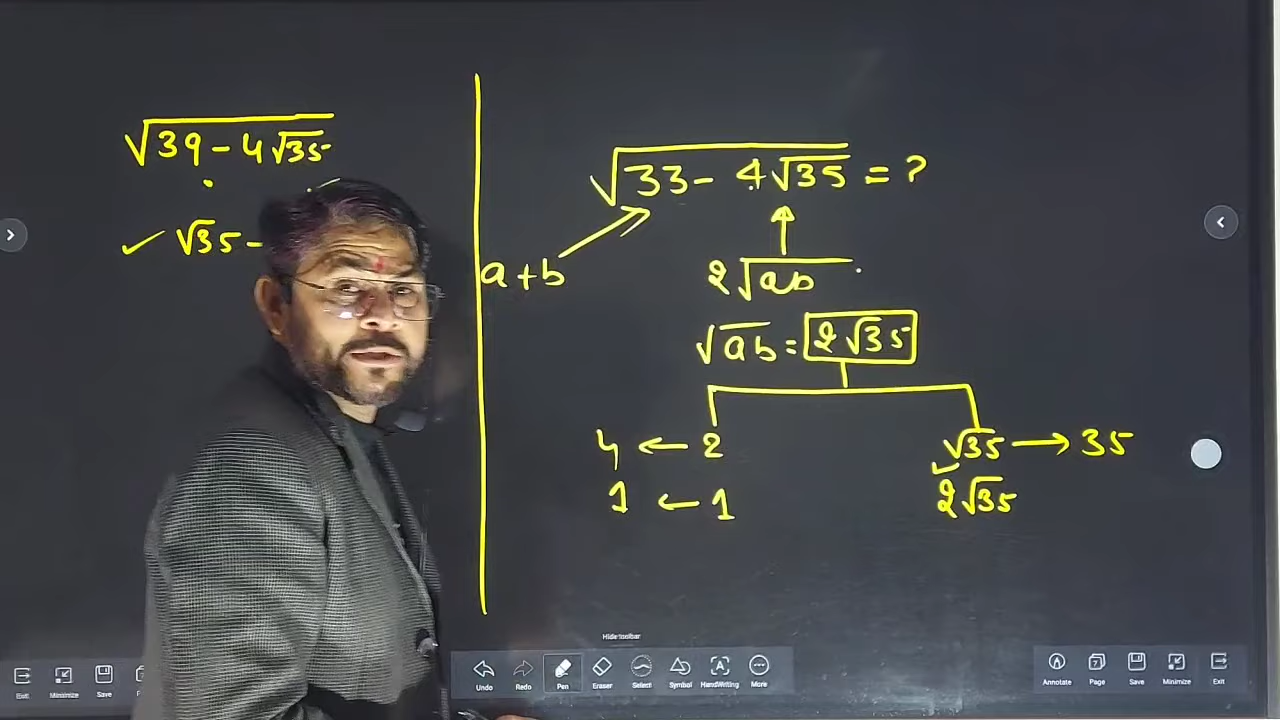 √39 - 4√35
✓ √35 -
√33 - 4√35 = ?
a + b
2√ab
√ab = 2√35
4 ← 2
√35 → 35
1 ← 1
2√35
Hide toolbar
Exit
Minimize
Save
Undo
Redo
Pen
Eraser
Select
Symbol
HandWriting
More
Annotate
Page
Save
Minimize
Exit